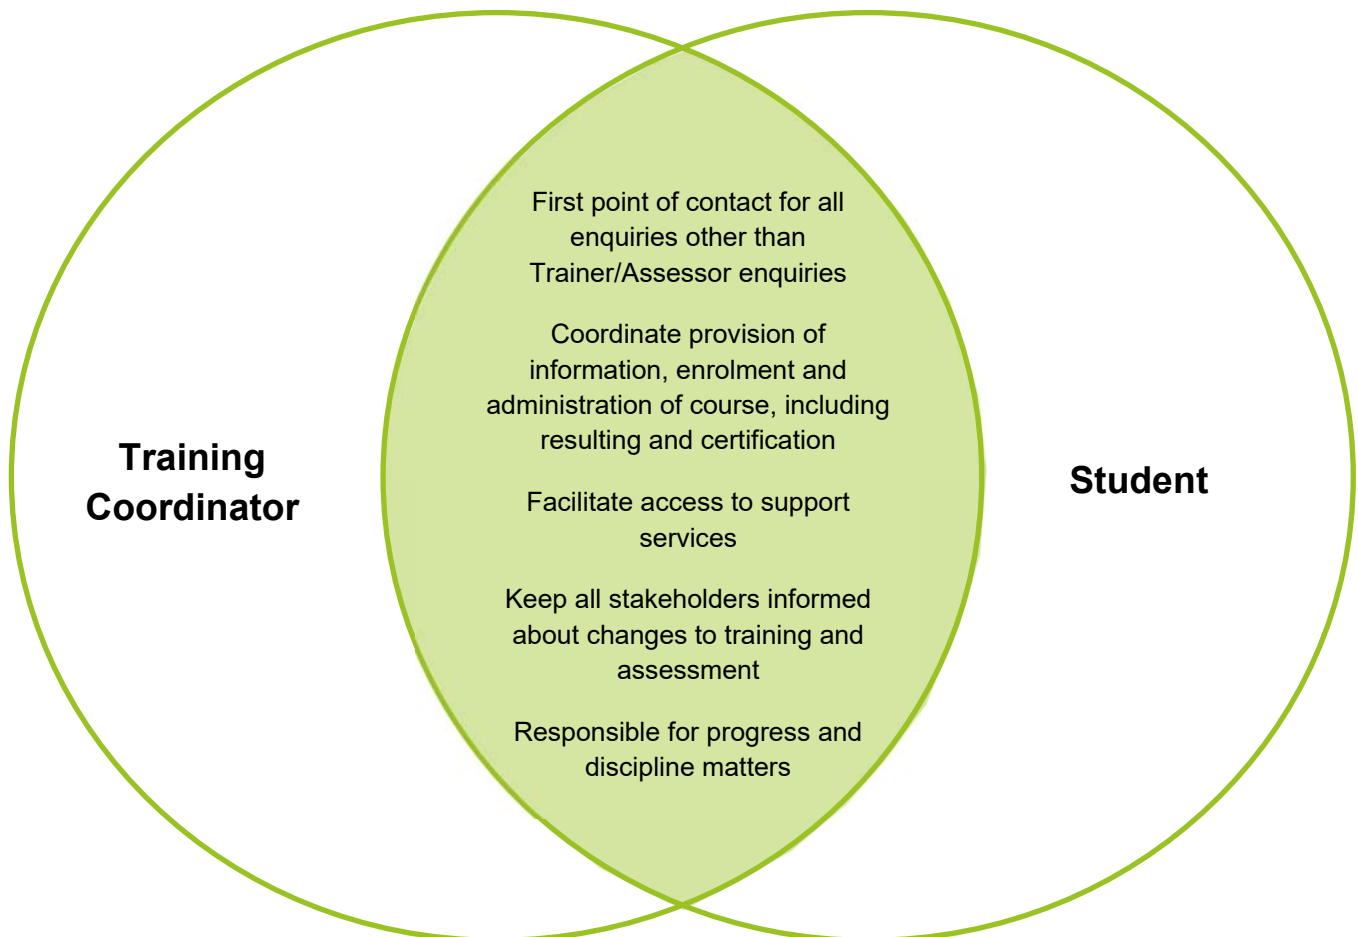 Training
Coordinator
First point of contact for all
enquiries other than
Trainer/Assessor enquiries
Coordinate provision of
information, enrolment and
administration of course, including
resulting and certification
Facilitate access to support
services
Keep all stakeholders informed
about changes to training and
assessment
Responsible for progress and
discipline matters
Student